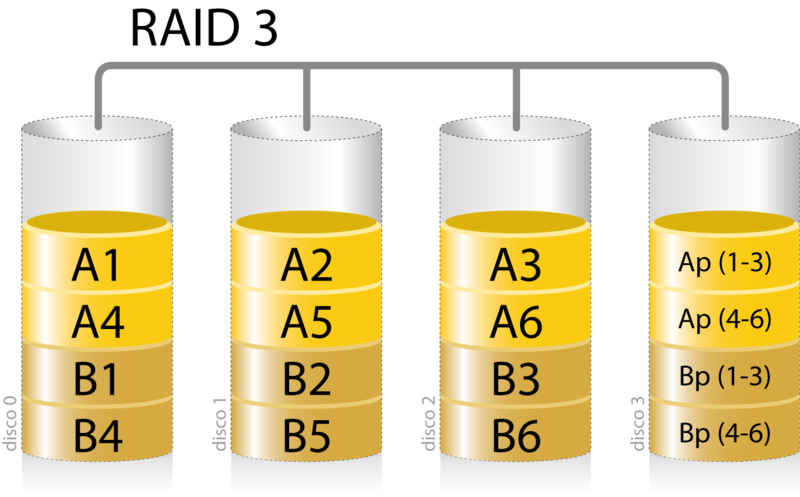 RAID 3
A1 A2 A3 Ap (1-3)
A4 A5 A6 Ap (4-6)
B1 B2 B3 Bp (1-3)
B4 B5 B6 Bp (4-6)
disco 0 disco 1 disco 2 disco 3